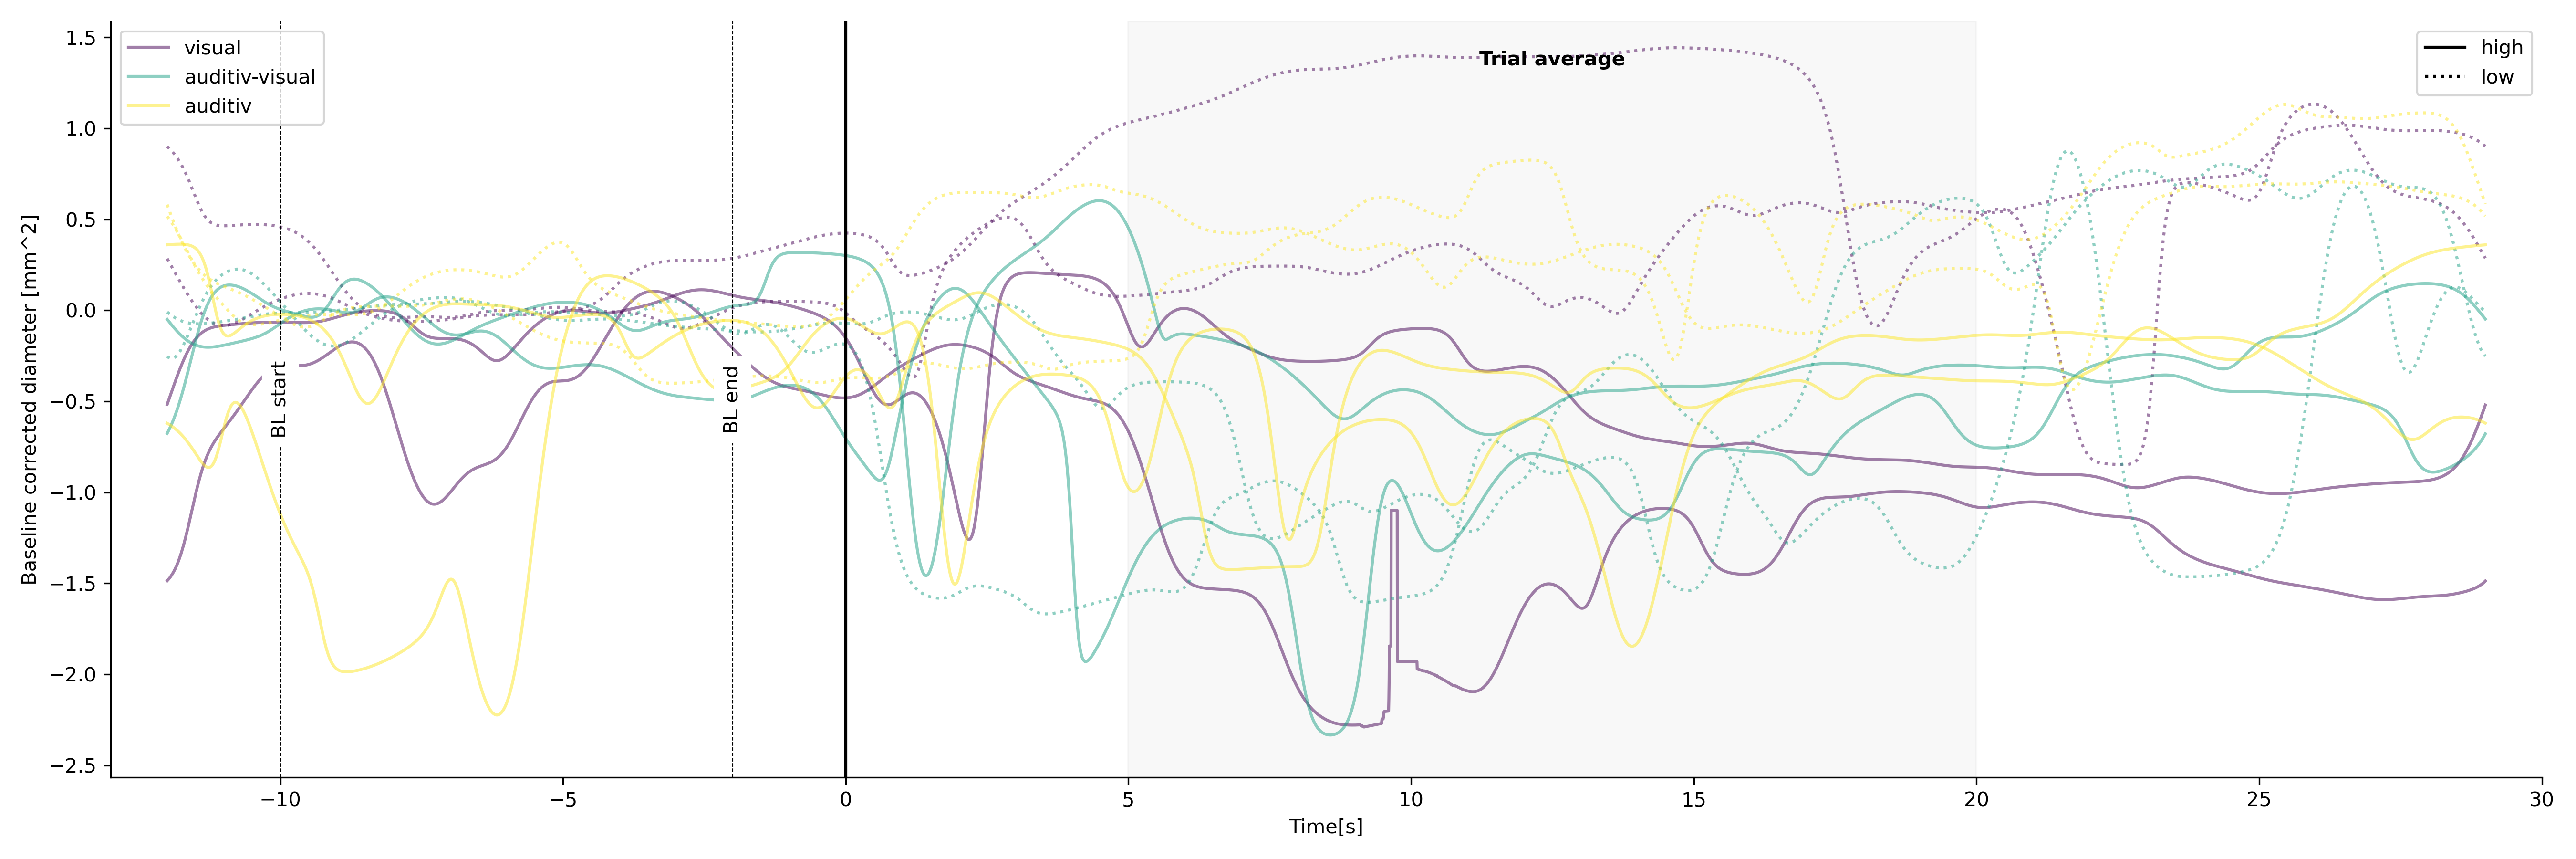 visual
auditiv-visual
auditiv
Trial average
high
low
BL start
BL end
Baseline corrected diameter [mm^2]
1.5
1.0
0.5
0.0
−0.5
−1.0
−1.5
−2.0
−2.5
−10
−5
0
5
10
15
20
25
30
Time[s]